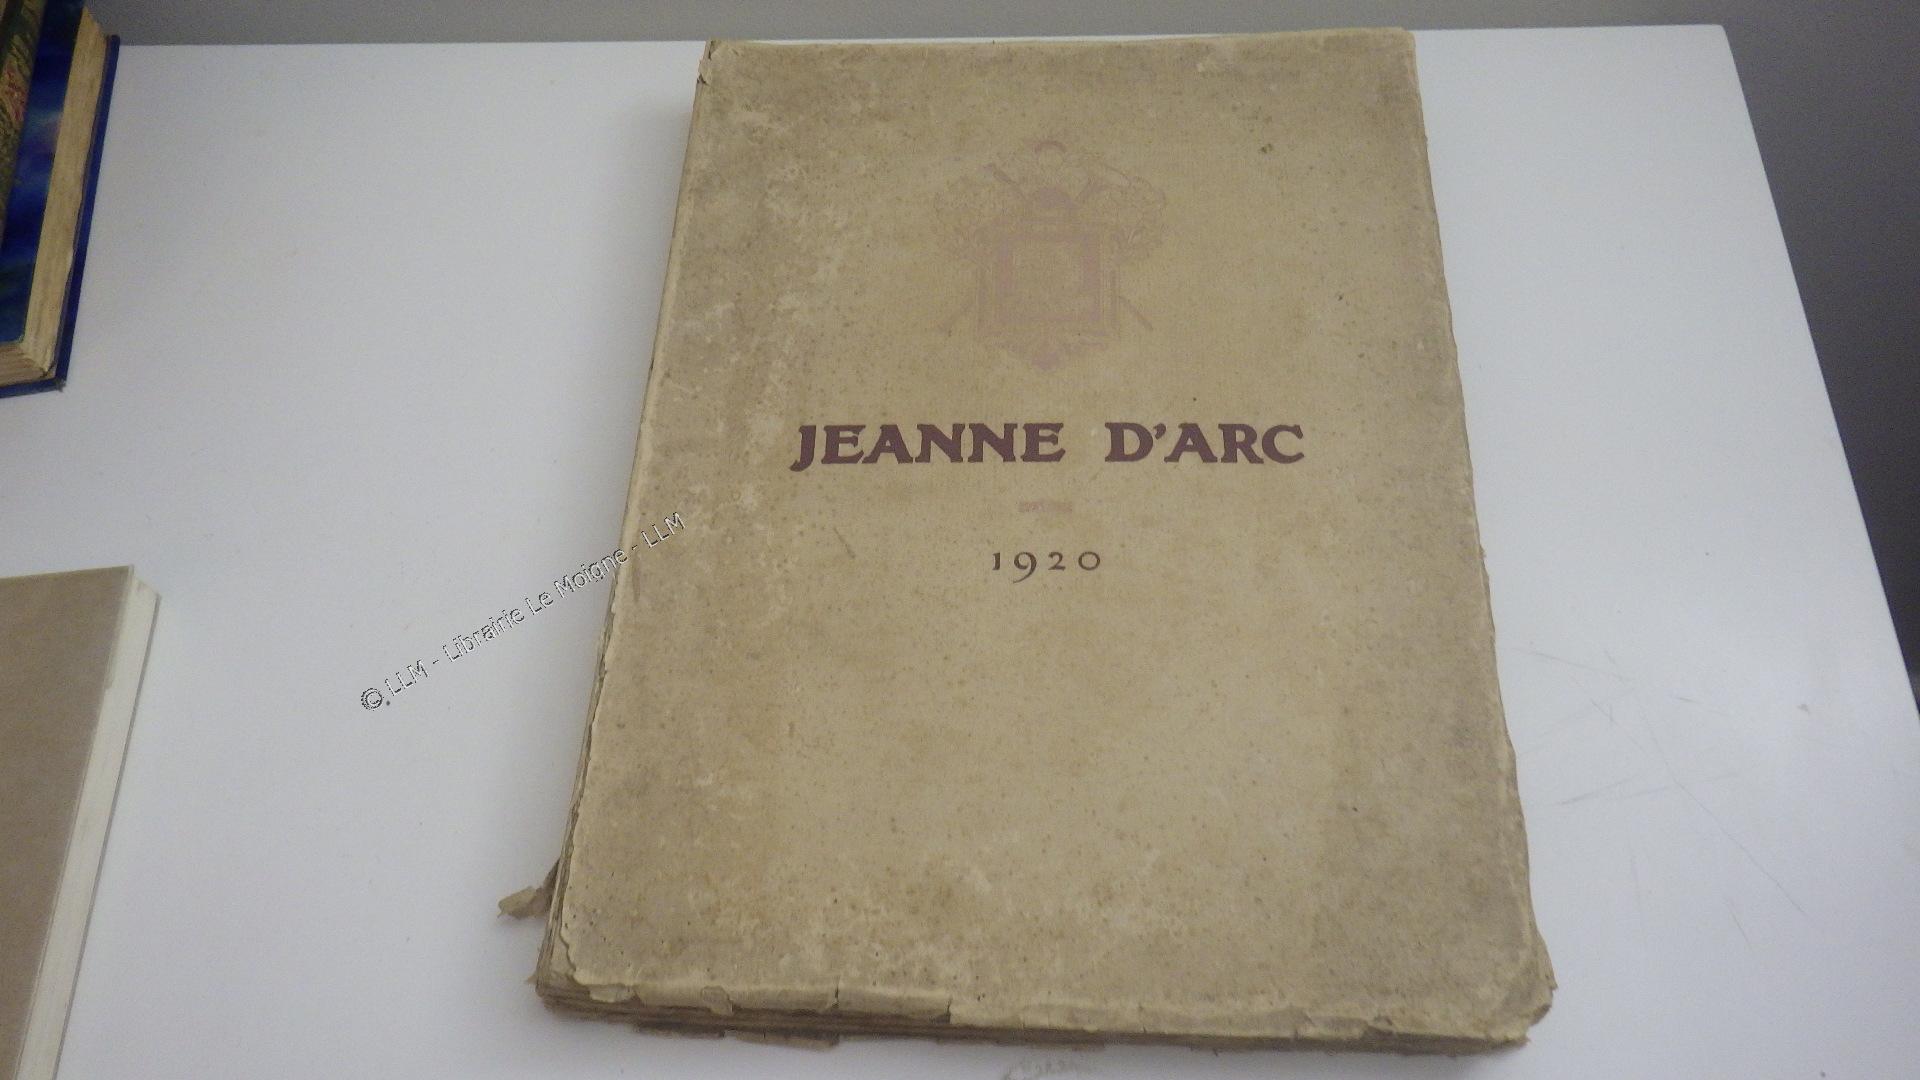 JEANNE D'ARC
1920
©.LLM - Librairie Le Moigne - LLM